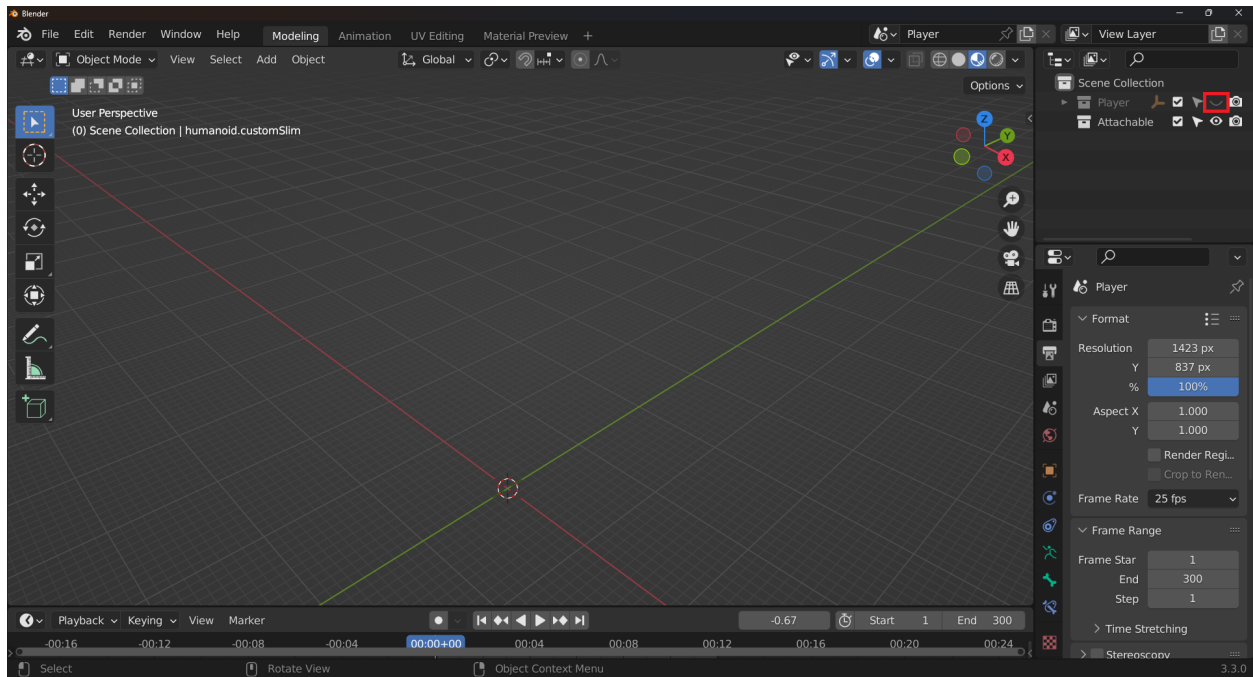 Blender
File Edit Render Window Help Modeling Animation UV Editing Material Preview + Player View Layer
Object Mode View Select Add Object Global
Options
User Perspective
(0) Scene Collection | humanoid.customSlim
Z
Y
X
Scene Collection
Player
Attachable
Player
Format
Resolution 1423 px
Y 837 px
% 100%
Aspect X 1.000
Y 1.000
Render Regi...
Crop to Ren...
Frame Rate 25 fps
Frame Range
Frame Star 1
End 300
Step 1
Time Stretching
Stereoscopy
Playback Keying View Marker -0.67 Start 1 End 300
-00:16 -00:12 -00:08 -00:04 00:00+00 00:04 00:08 00:12 00:16 00:20 00:24
Select Rotate View Object Context Menu 3.3.0